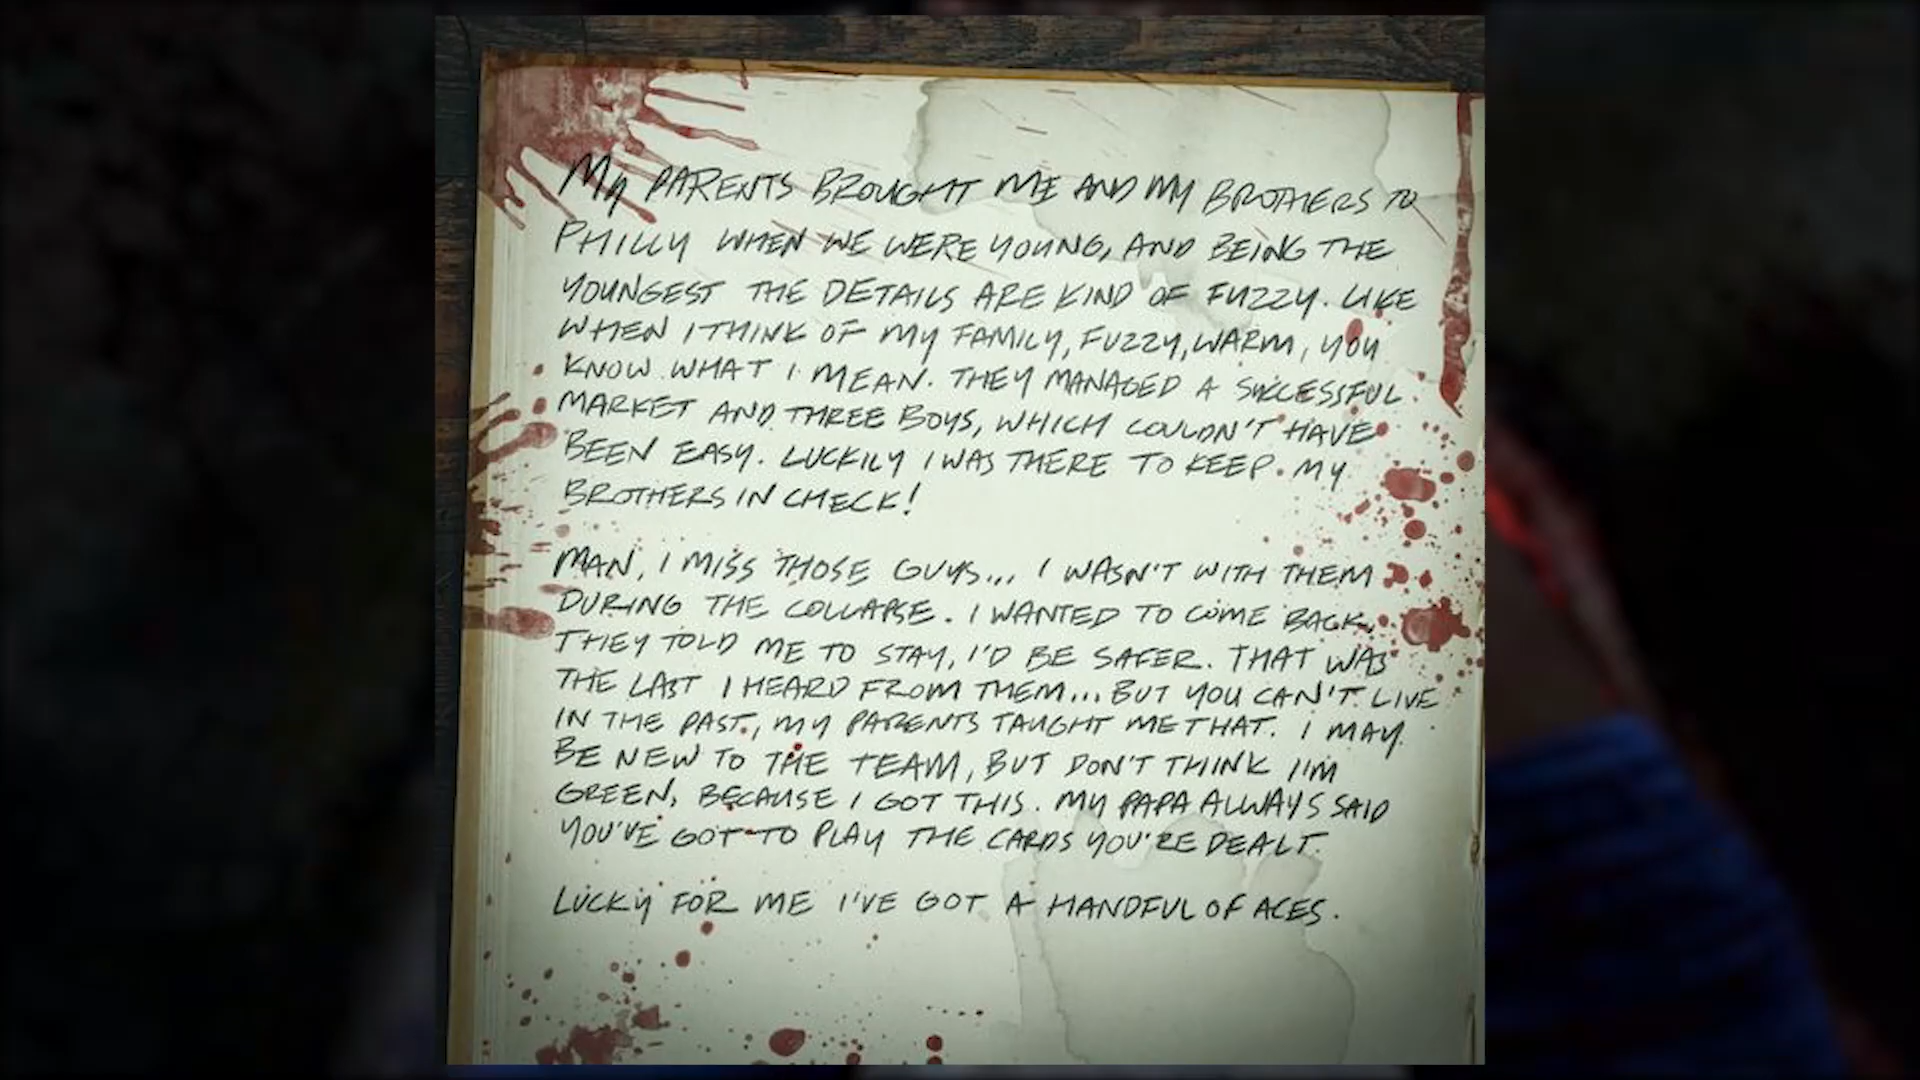 My PARENTS BROUGHT ME AND MY BROTHERS TO
PHILLY WHEN WE WERE YOUNG, AND BEING THE
YOUNGEST THE DETAILS ARE KIND OF FUZZY. LIKE
WHEN I THINK OF MY FAMILY, FUZZY, WARM, YOU
KNOW WHAT I MEAN. THEY MANAGED A SUCCESSFUL
MARKET AND THREE BOYS, WHICH COULDN'T HAVE
BEEN EASY. LUCKILY I WAS THERE TO KEEP MY
BROTHERS IN CHECK!
MAN, I MISS THOSE GUYS... I WASN'T WITH THEM
DURING THE COLLAPSE. I WANTED TO COME BACK,
THEY TOLD ME TO STAY, I'D BE SAFER. THAT WAS
THE LAST I HEARD FROM THEM... BUT YOU CAN'T LIVE
IN THE PAST, MY PARENTS TAUGHT ME THAT. I MAY
BE NEW TO THE TEAM, BUT DON'T THINK I'M
GREEN, BECAUSE I GOT THIS. MY PAPA ALWAYS SAID
YOU'VE GOT TO PLAY THE CARDS YOU'RE DEALT.
LUCKY FOR ME I'VE GOT A HANDFUL OF ACES.